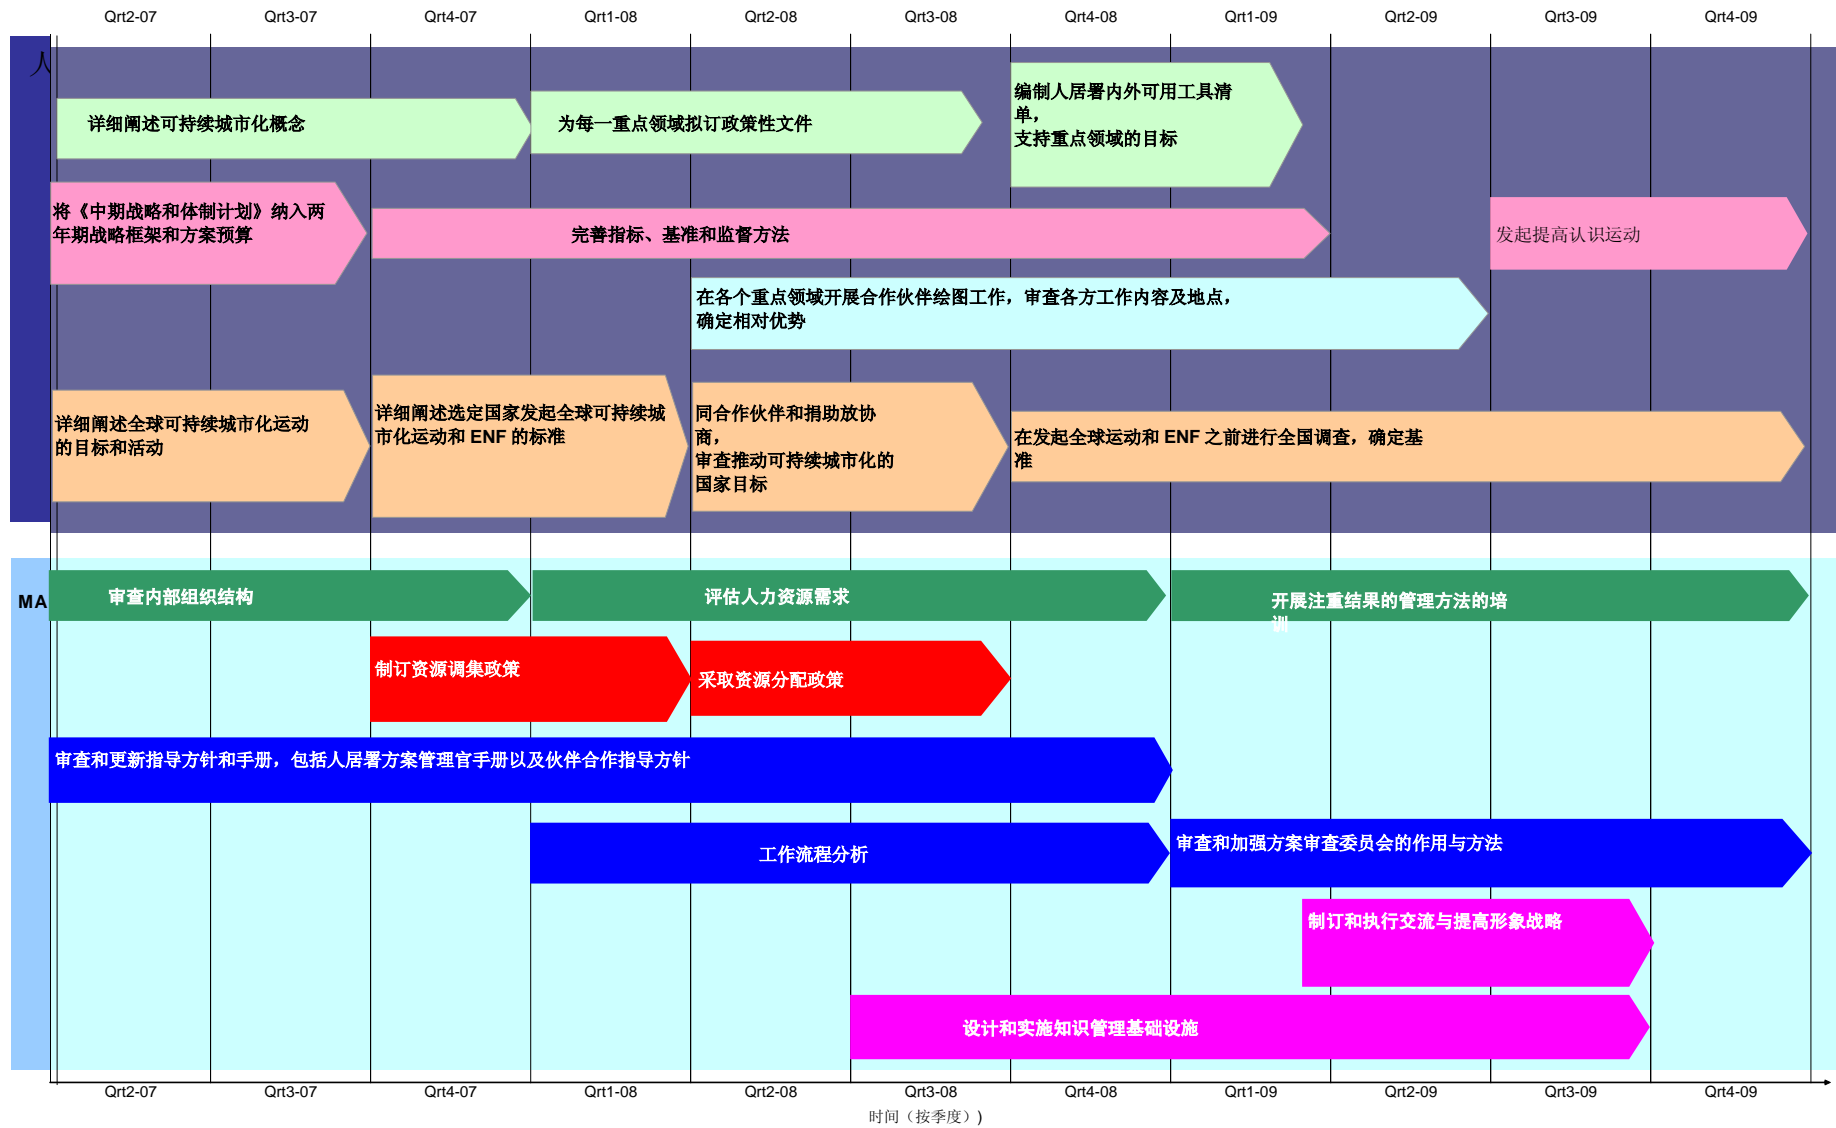 Qrt2-07 Qrt3-07 Qrt4-07 Qrt1-08 Qrt2-08 Qrt3-08 Qrt4-08 Qrt1-09 Qrt2-09 Qrt3-09 Qrt4-09
人
详细阐述可持续城市化概念
为每一重点领域拟订政策性文件
编制人居署内外可用工具清
单，
支持重点领域的目标
将《中期战略和体制计划》纳入两
年期战略框架和方案预算
完善指标、基准和监督方法
发起提高认识运动
在各个重点领域开展合作伙伴绘图工作，审查各方工作内容及地点，
确定相对优势
详细阐述全球可持续城市化运动
的目标和活动
详细阐述选定国家发起全球可持续城
市化运动和 ENF 的标准
同合作伙伴和捐助放协
商，
审查推动可持续城市化的
国家目标
在发起全球运动和 ENF 之前进行全国调查，确定基
准
MA
审查内部组织结构
评估人力资源需求
开展注重结果的管理方法的培
训
制订资源调集政策
采取资源分配政策
审查和更新指导方针和手册，包括人居署方案管理官手册以及伙伴合作指导方针
工作流程分析
审查和加强方案审查委员会的作用与方法
制订和执行交流与提高形象战略
设计和实施知识管理基础设施
Qrt2-07 Qrt3-07 Qrt4-07 Qrt1-08 Qrt2-08 Qrt3-08 Qrt4-08 Qrt1-09 Qrt2-09 Qrt3-09 Qrt4-09
时间（按季度）)